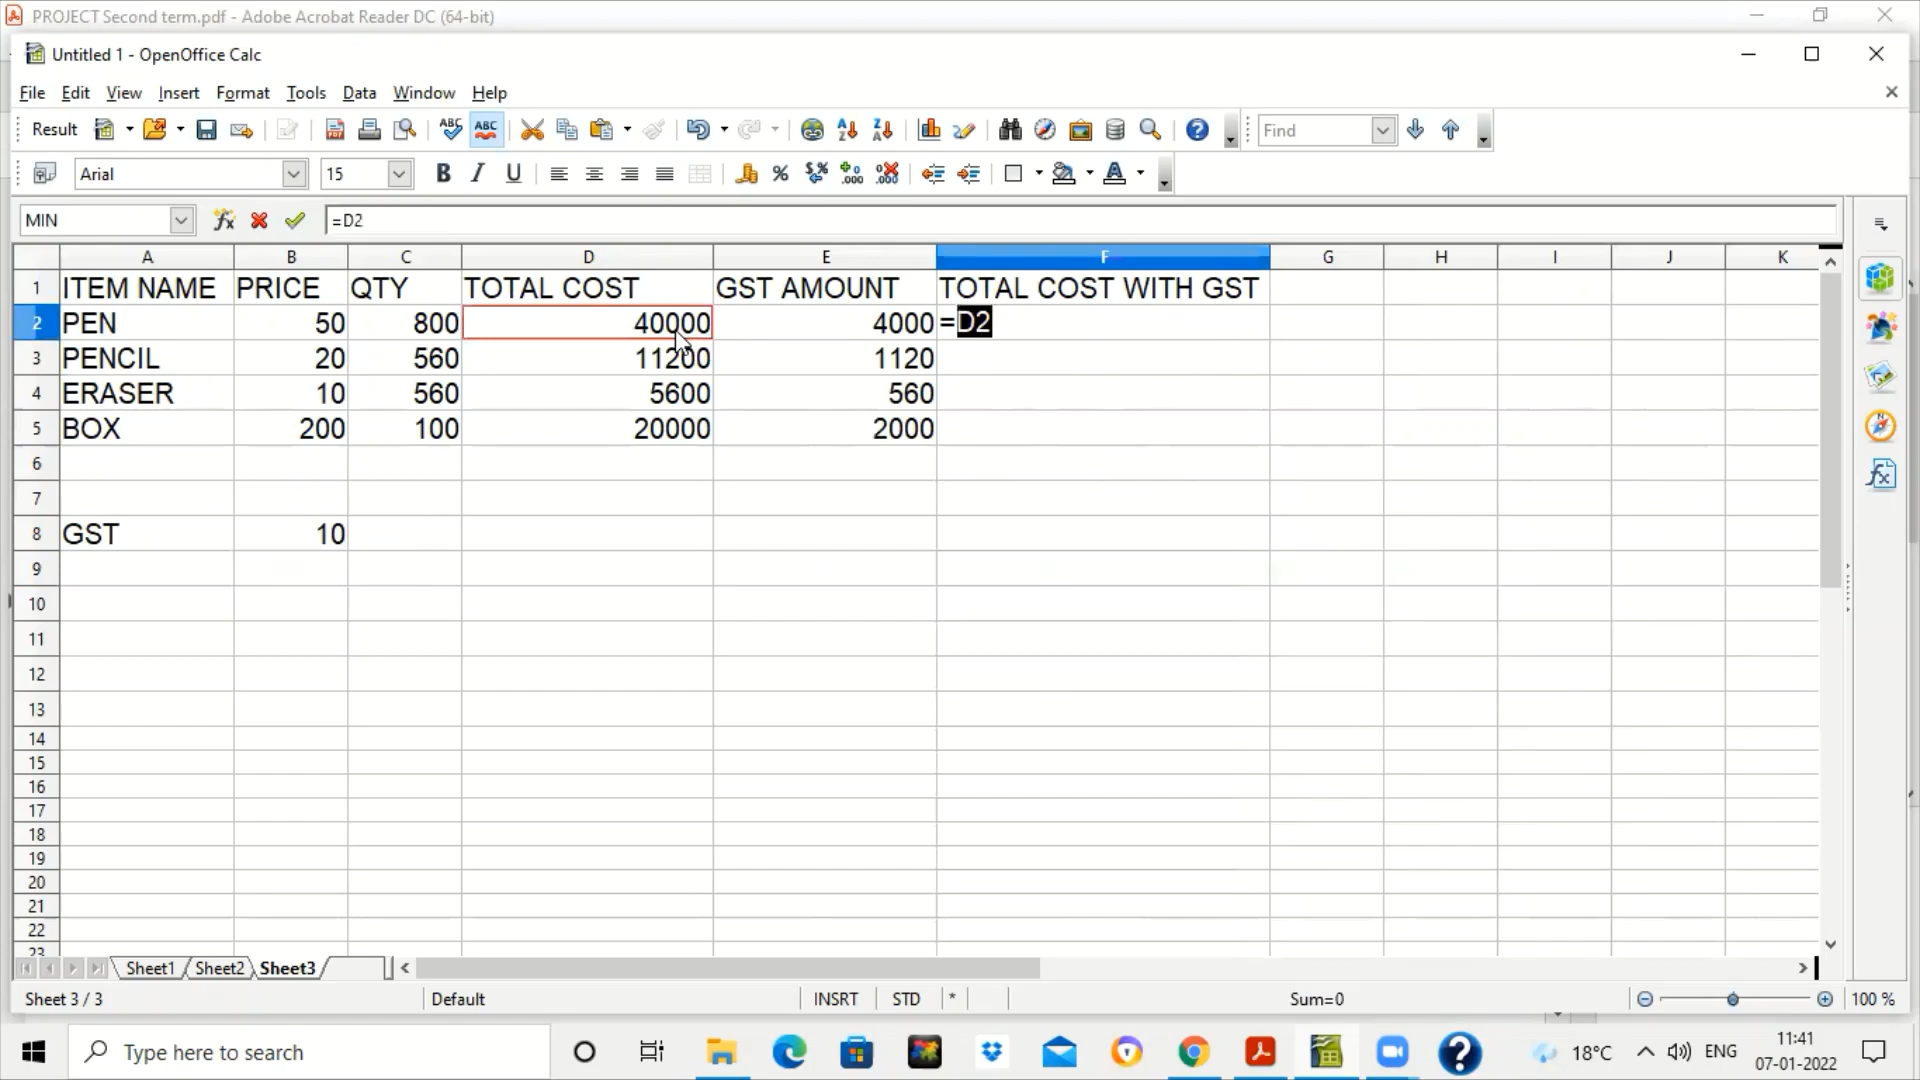 PROJECT Second term.pdf - Adobe Acrobat Reader DC (64-bit)
Untitled 1 - OpenOffice Calc
File Edit View Insert Format Tools Data Window Help
Result ABC ABC Find
Arial 15 B I U
MIN =D2
A B C D E F G H I J K
1 ITEM NAME PRICE QTY TOTAL COST GST AMOUNT TOTAL COST WITH GST
2 PEN 50 800 40000 4000 =D2
3 PENCIL 20 560 11200 1120
4 ERASER 10 560 5600 560
5 BOX 200 100 20000 2000
6
7
8 GST 10
9
10
11
12
13
14
15
16
17
18
19
20
21
22
23
Sheet1 Sheet2 Sheet3
Sheet 3 / 3 Default INSRT STD * Sum=0 100 %
Type here to search 18°C ENG 11:41
07-01-2022